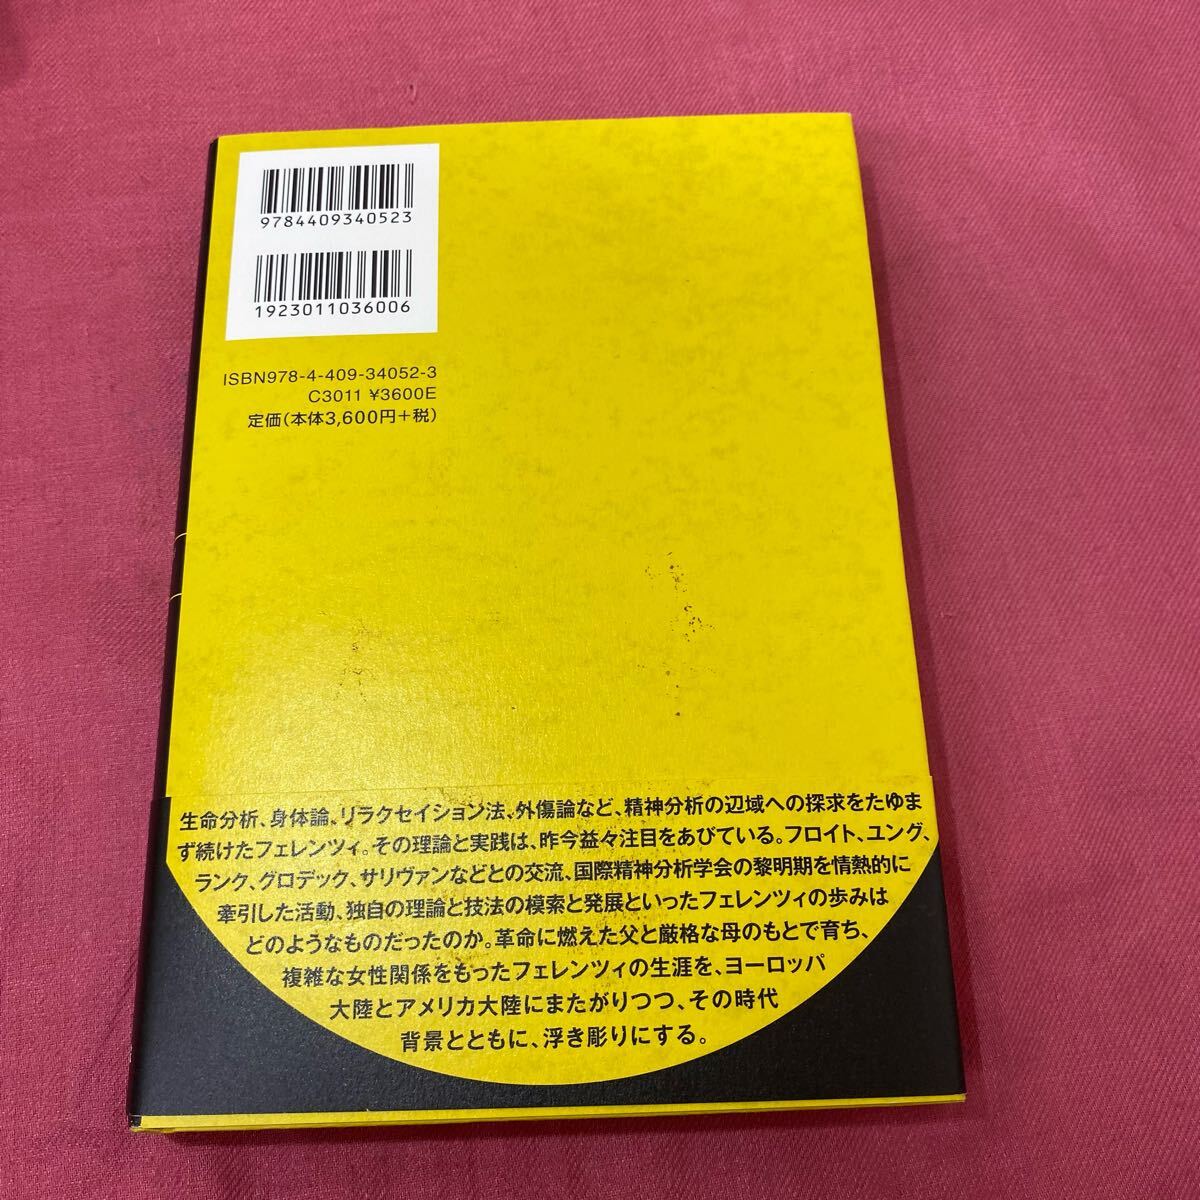 9784409340523
1923011036006
ISBN978-4-409-34052-3
C3011 ¥3600E
定価(本体3,600円+税)
生命分析、身体論、リラクセイション法、外傷論など、精神分析の辺域への探求をたゆま
ず続けたフェレンツィ。その理論と実践は、昨今益々注目をあびている。フロイト、ユング、
ランク、グロデック、サリヴァンなどとの交流、国際精神分析学会の黎明期を情熱的に
牽引した活動、独自の理論と技法の模索と発展といったフェレンツィの歩みは
どのようなものだったのか。革命に燃えた父と厳格な母のもとで育ち、
複雑な女性関係をもったフェレンツィの生涯を、ヨーロッパ
大陸とアメリカ大陸にまたがりつつ、その時代
背景とともに、浮き彫りにする。